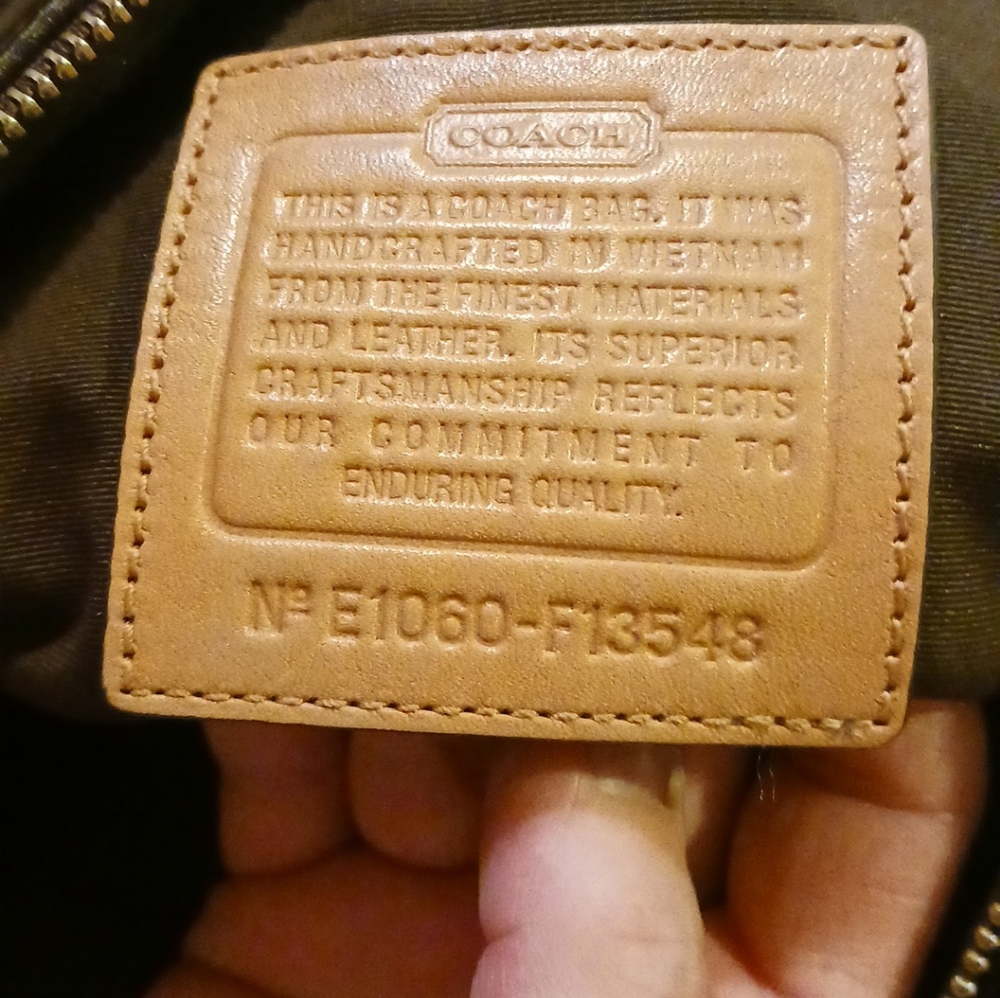 COACH
THIS IS A COACH BAG. IT WAS
HANDCRAFTED IN VIETNAM
FROM THE FINEST MATERIALS
AND LEATHER. ITS SUPERIOR
CRAFTSMANSHIP REFLECTS
OUR COMMITMENT TO
ENDURING QUALITY.
Nº E1060-F13548